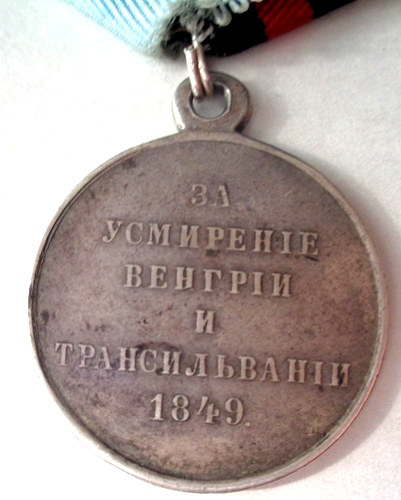 ЗА
УСМИРЕНІЕ
ВЕНГРІИ
И
ТРАНСИЛЬВАНІИ
1849.